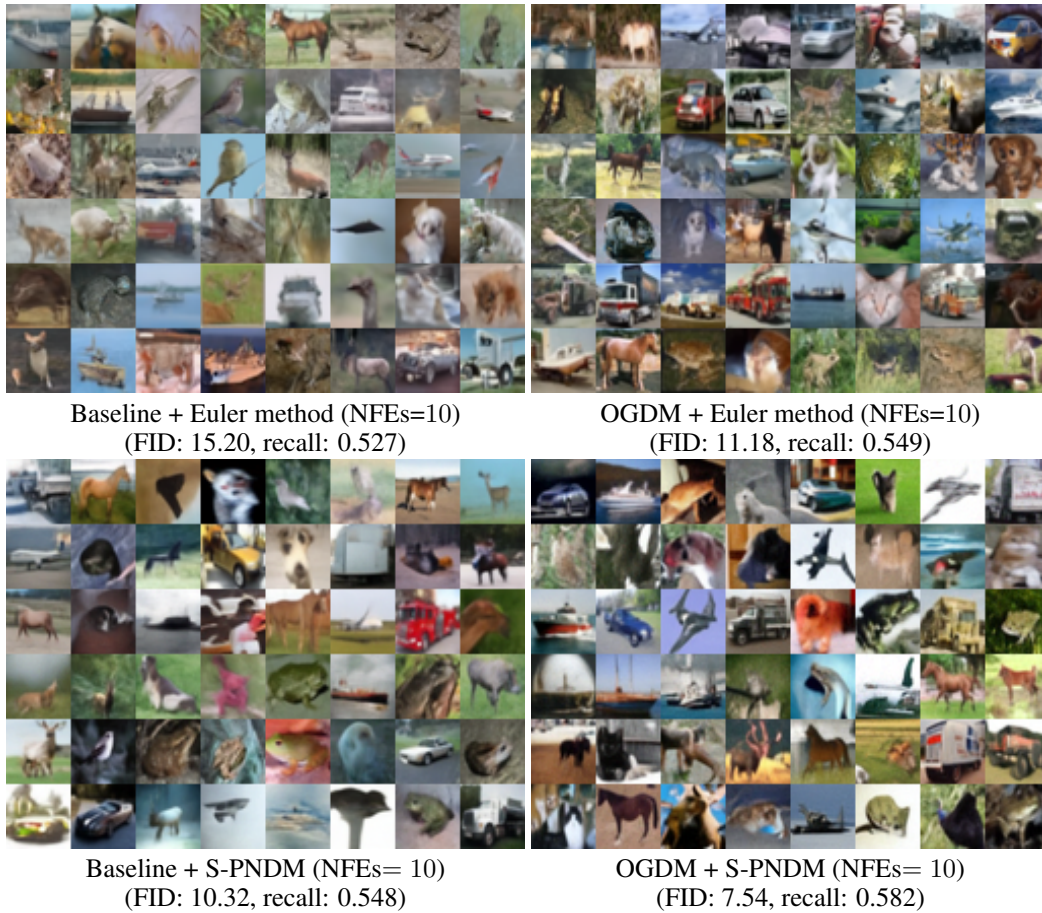 Baseline + Euler method (NFEs=10)
(FID: 15.20, recall: 0.527)
OGDM + Euler method (NFEs=10)
(FID: 11.18, recall: 0.549)
Baseline + S-PNDM (NFEs= 10)
(FID: 10.32, recall: 0.548)
OGDM + S-PNDM (NFEs= 10)
(FID: 7.54, recall: 0.582)